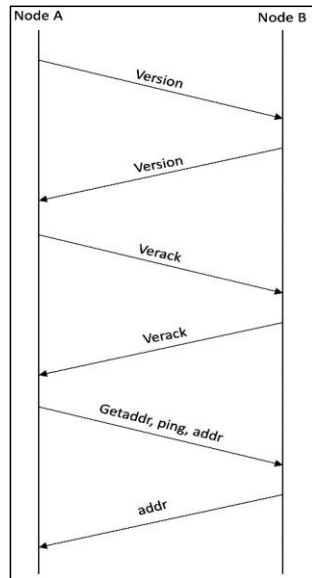 Node A Node B
Version
Version
Verack
Verack
Getaddr, ping, addr
addr